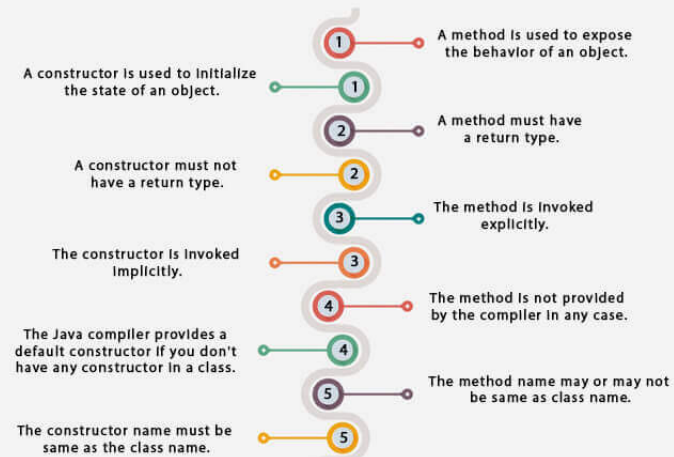 1
A method is used to expose
the behavior of an object.
A constructor is used to initialize
the state of an object.
1
2
A method must have
a return type.
A constructor must not
have a return type.
2
3
The method is invoked
explicitly.
The constructor is invoked
implicitly.
3
4
The method is not provided
by the compiler in any case.
The Java compiler provides a
default constructor if you don't
have any constructor in a class.
4
5
The method name may or may not
be same as class name.
The constructor name must be
same as the class name.
5